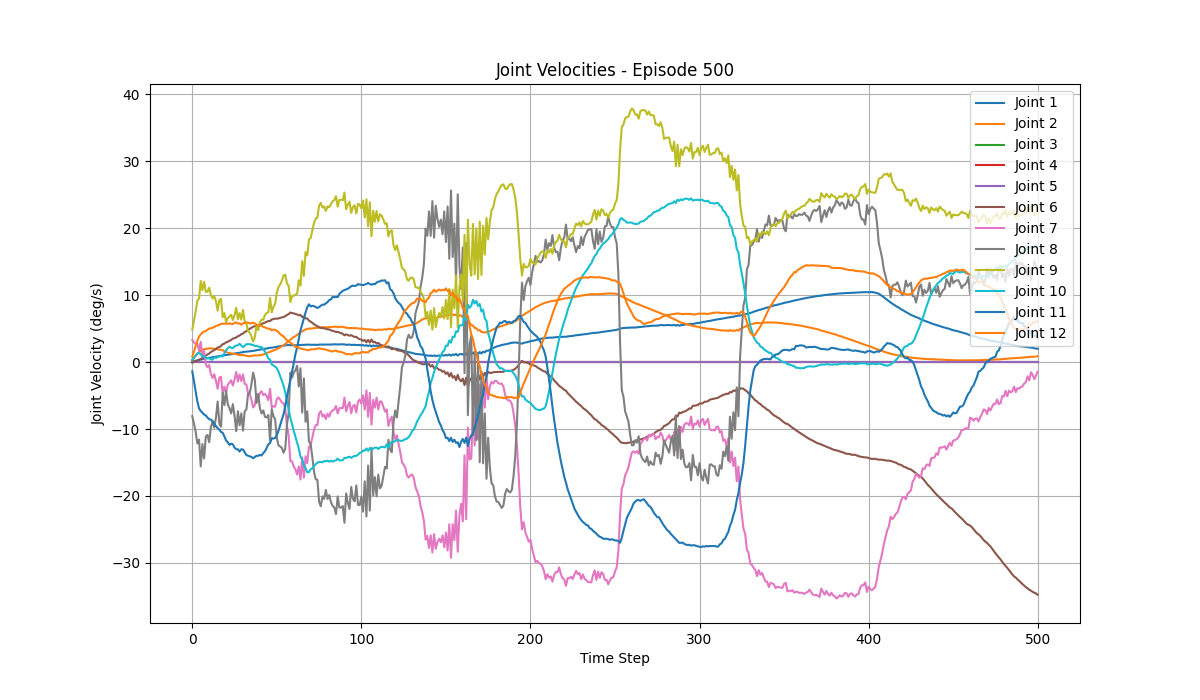 Joint Velocities - Episode 500
Joint Velocity (deg/s)
40
30
20
10
0
−10
−20
−30
0 100 200 300 400 500
Time Step
Joint 1
Joint 2
Joint 3
Joint 4
Joint 5
Joint 6
Joint 7
Joint 8
Joint 9
Joint 10
Joint 11
Joint 12